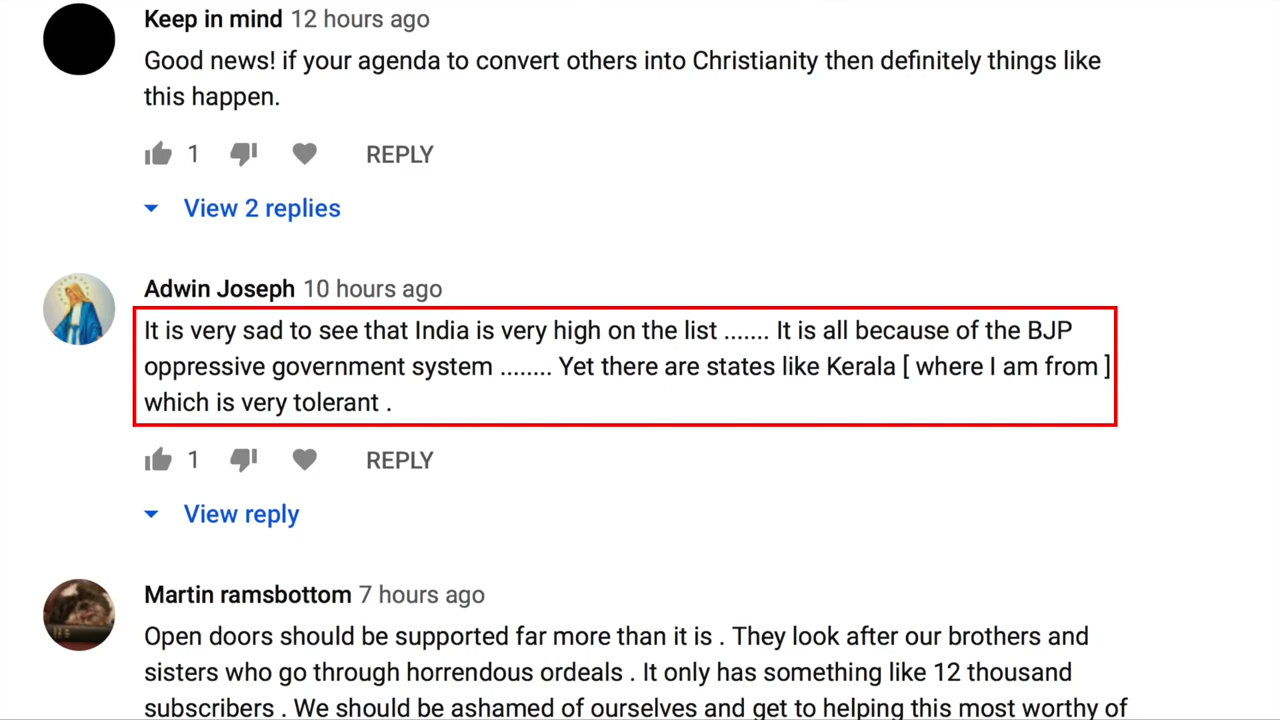 Keep in mind 12 hours ago
Good news! if your agenda to convert others into Christianity then definitely things like
this happen.
1 REPLY
View 2 replies
Adwin Joseph 10 hours ago
It is very sad to see that India is very high on the list ....... It is all because of the BJP
oppressive government system ........ Yet there are states like Kerala [ where I am from ]
which is very tolerant .
1 REPLY
View reply
Martin ramsbottom 7 hours ago
Open doors should be supported far more than it is . They look after our brothers and
sisters who go through horrendous ordeals . It only has something like 12 thousand
subscribers . We should be ashamed of ourselves and get to helping this most worthy of